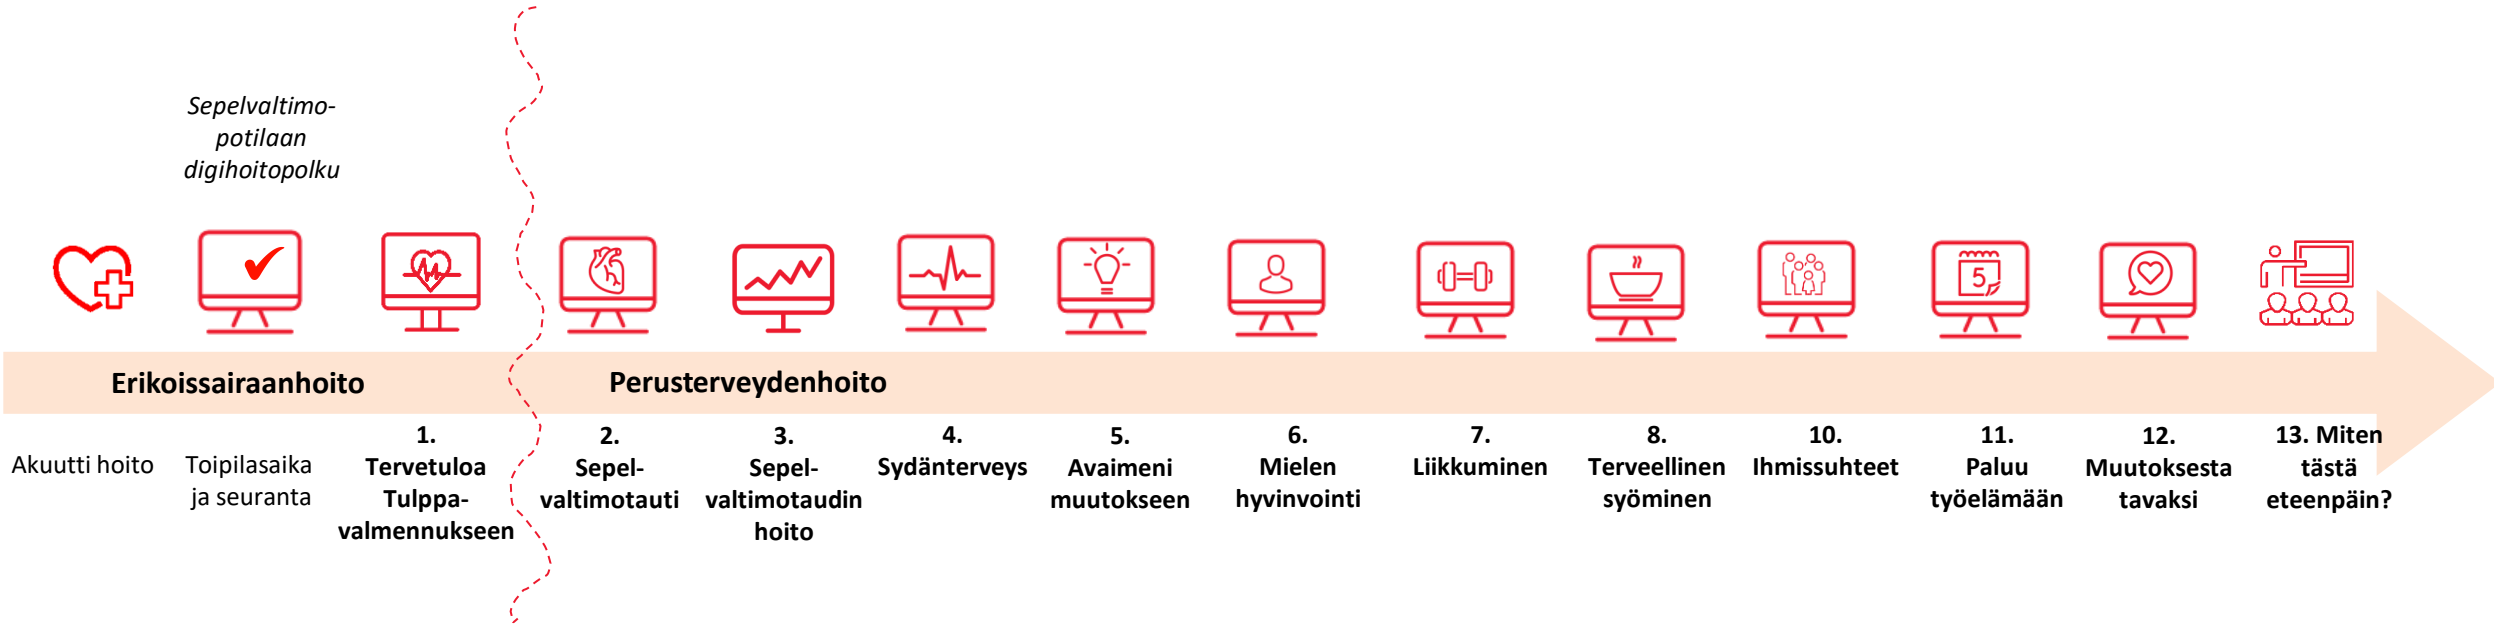 Sepelvaltimo-
potilaan
digihoitopolku
5
Erikoissairaanhoito
Perusterveydenhoito
Akuutti hoito
Toipilasaika
ja seuranta
1.
Tervetuloa
Tulppa-
valmennukseen
2.
Sepel-
valtimotauti
3.
Sepel-
valtimotaudin
hoito
4.
Sydänterveys
5.
Avaimeni
muutokseen
6.
Mielen
hyvinvointi
7.
Liikkuminen
8.
Terveellinen
syöminen
10.
Ihmissuhteet
11.
Paluu
työelämään
12.
Muutoksesta
tavaksi
13. Miten
tästä
eteenpäin?